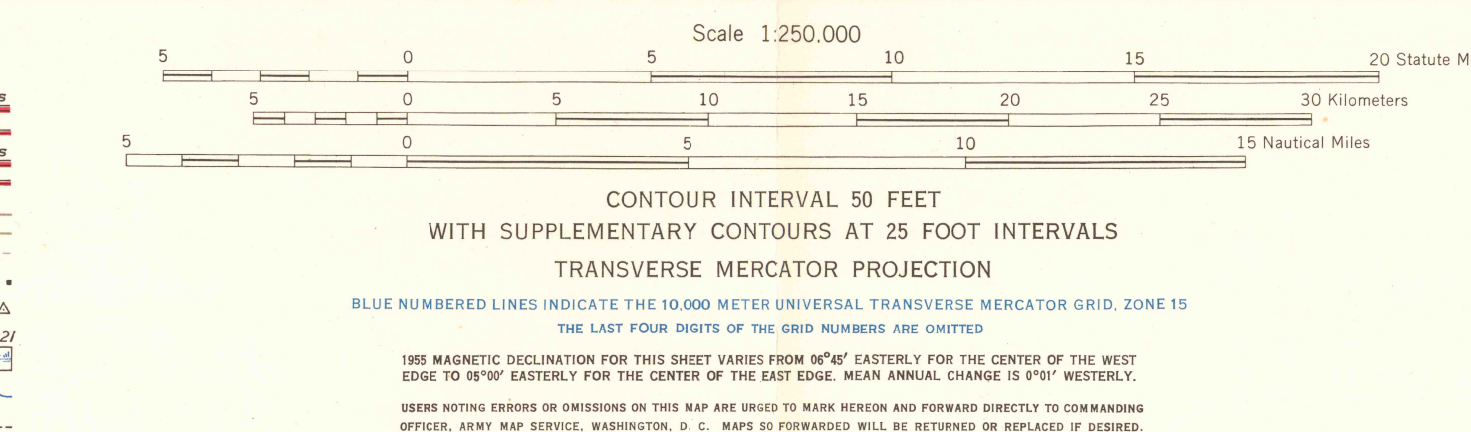 Scale 1:250,000
5 0 5 10 15 20 Statute M
s
5 0 5 10 15 20 25 30 Kilometers
s
5 0 5 10 15 Nautical Miles
CONTOUR INTERVAL 50 FEET
WITH SUPPLEMENTARY CONTOURS AT 25 FOOT INTERVALS
TRANSVERSE MERCATOR PROJECTION
BLUE NUMBERED LINES INDICATE THE 10,000 METER UNIVERSAL TRANSVERSE MERCATOR GRID, ZONE 15
THE LAST FOUR DIGITS OF THE GRID NUMBERS ARE OMITTED
21
1955 MAGNETIC DECLINATION FOR THIS SHEET VARIES FROM 06°45′ EASTERLY FOR THE CENTER OF THE WEST
EDGE TO 05°00′ EASTERLY FOR THE CENTER OF THE EAST EDGE. MEAN ANNUAL CHANGE IS 0°01′ WESTERLY.
USERS NOTING ERRORS OR OMISSIONS ON THIS MAP ARE URGED TO MARK HEREON AND FORWARD DIRECTLY TO COMMANDING
OFFICER, ARMY MAP SERVICE, WASHINGTON, D. C. MAPS SO FORWARDED WILL BE RETURNED OR REPLACED IF DESIRED.